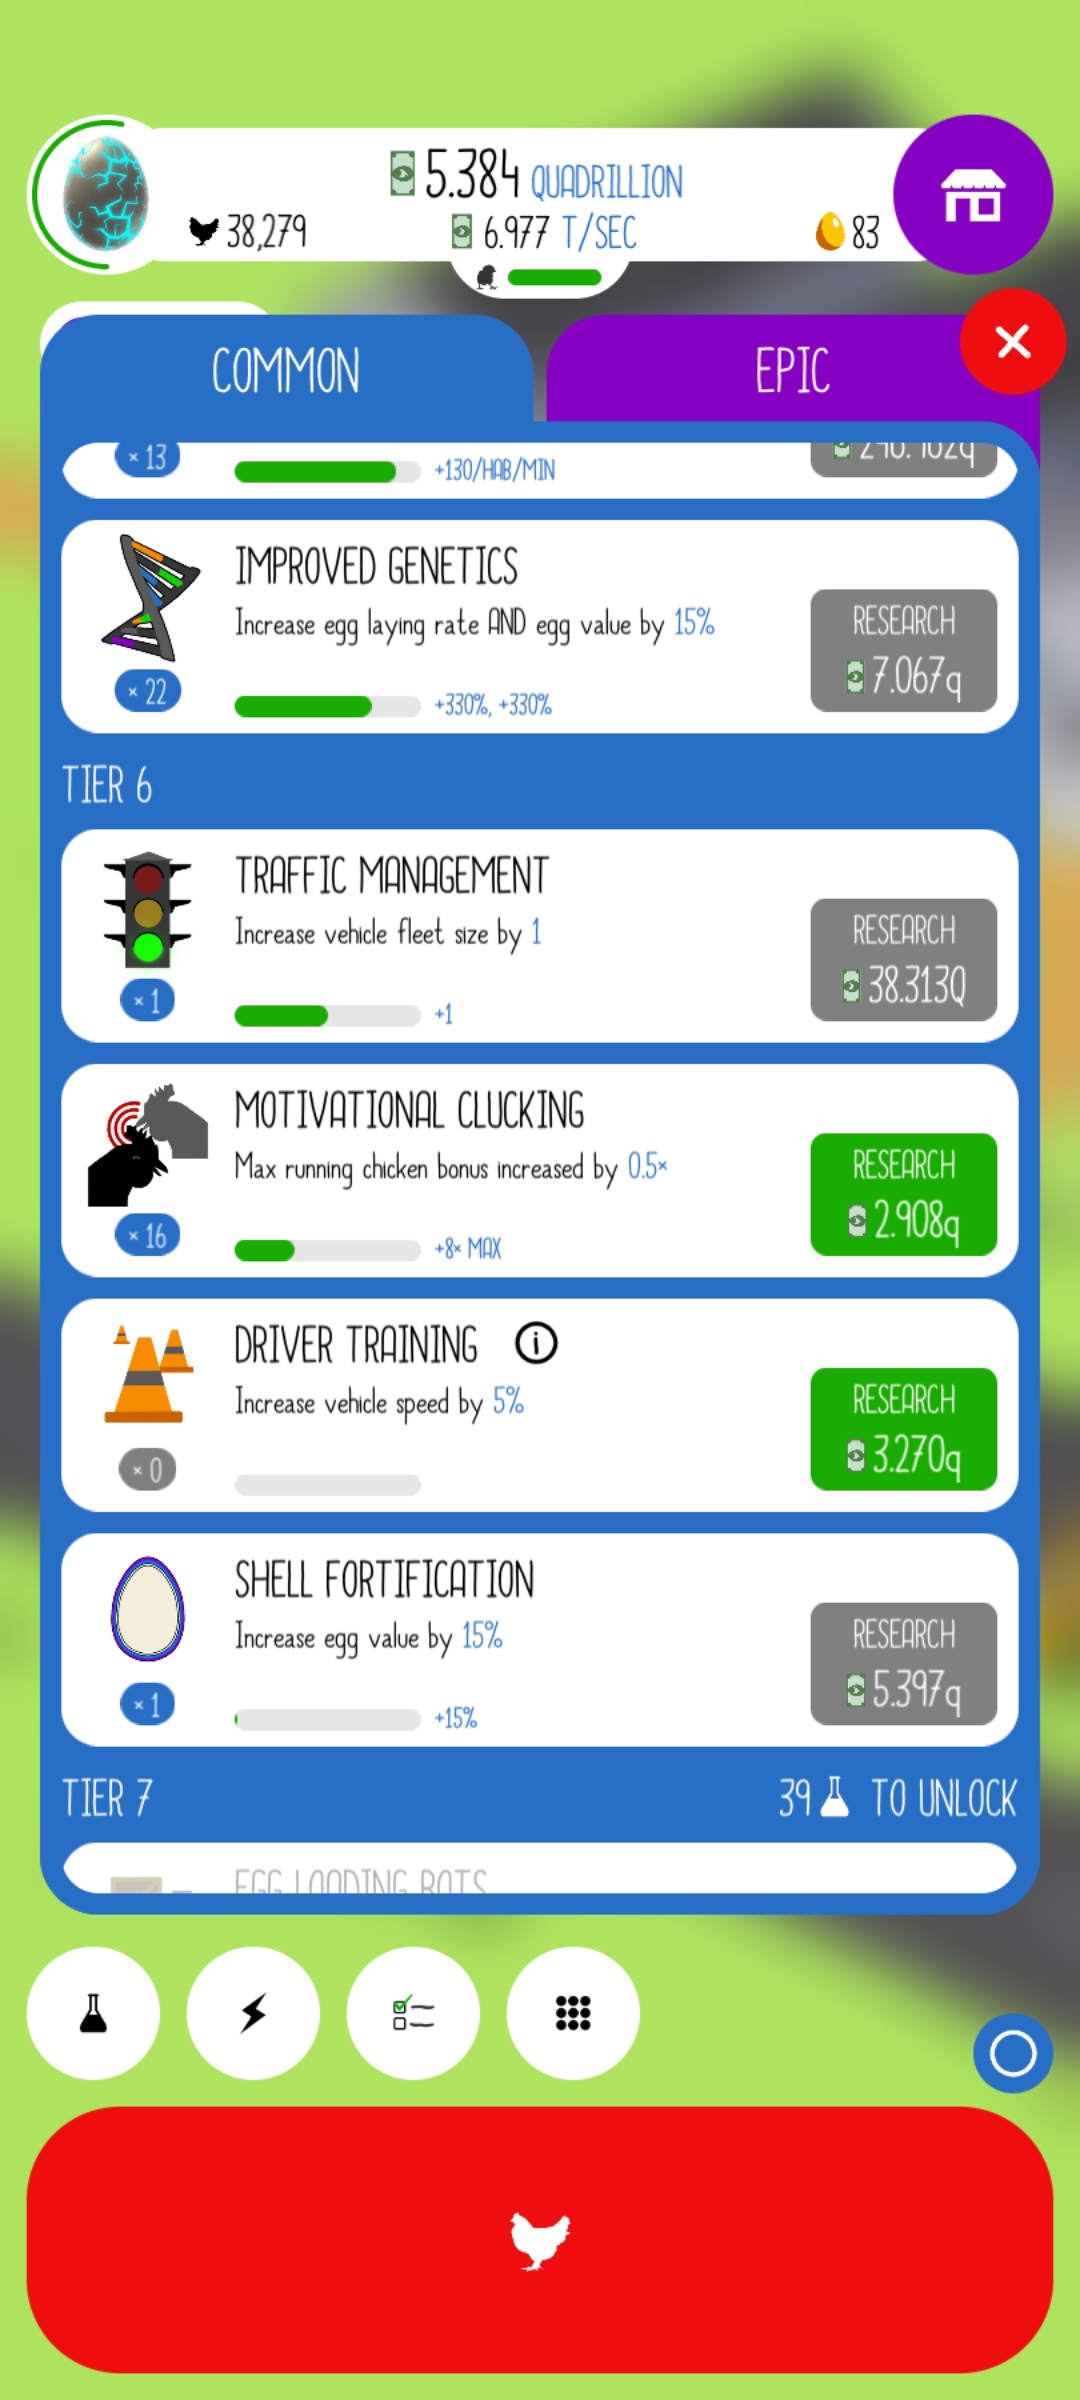 5.384 QUADRILLION
38,279
6.977 T/SEC
83
COMMON
EPIC
× 13
+130/HAB/MIN
IMPROVED GENETICS
Increase egg laying rate AND egg value by 15%
RESEARCH
7.067q
× 22
+330%, +330%
TIER 6
TRAFFIC MANAGEMENT
Increase vehicle fleet size by 1
RESEARCH
38.313Q
× 1
+1
MOTIVATIONAL CLUCKING
Max running chicken bonus increased by 0.5×
RESEARCH
2.908q
× 16
+8× MAX
DRIVER TRAINING
Increase vehicle speed by 5%
RESEARCH
3.270q
× 0
SHELL FORTIFICATION
Increase egg value by 15%
RESEARCH
5.397q
× 1
+15%
TIER 7
39 TO UNLOCK
EGG LOADING BOTS